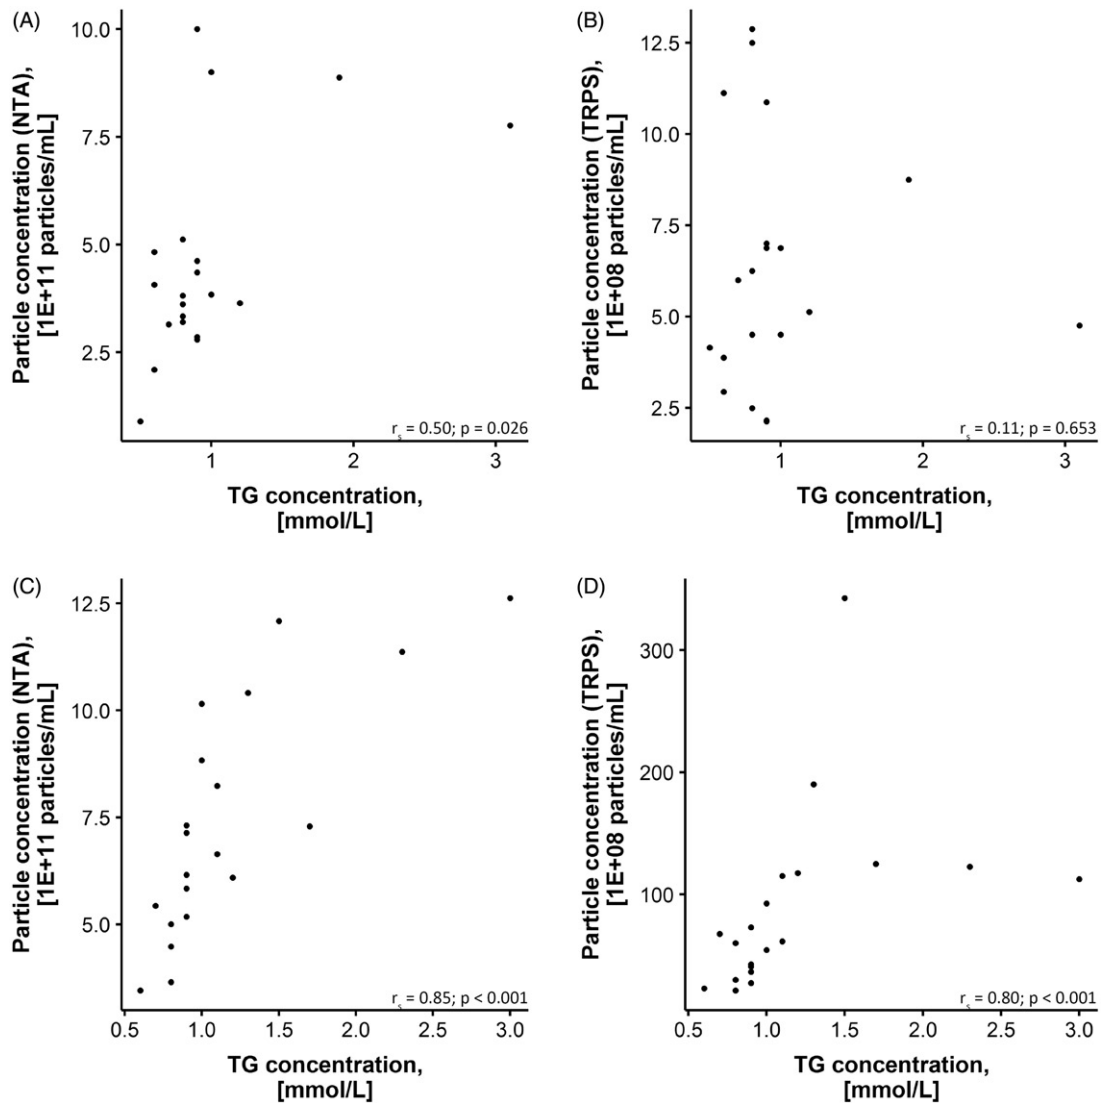 (A)
Particle concentration (NTA),
[1E+11 particles/mL]
10.0
7.5
5.0
2.5
r_s = 0.50; p = 0.026
1 2 3
TG concentration,
[mmol/L]
(B)
Particle concentration (TRPS),
[1E+08 particles/mL]
12.5
10.0
7.5
5.0
2.5
r_s = 0.11; p = 0.653
1 2 3
TG concentration,
[mmol/L]
(C)
Particle concentration (NTA),
[1E+11 particles/mL]
12.5
10.0
7.5
5.0
r_s = 0.85; p < 0.001
0.5 1.0 1.5 2.0 2.5 3.0
TG concentration,
[mmol/L]
(D)
Particle concentration (TRPS),
[1E+08 particles/mL]
300
200
100
r_s = 0.80; p < 0.001
0.5 1.0 1.5 2.0 2.5 3.0
TG concentration,
[mmol/L]